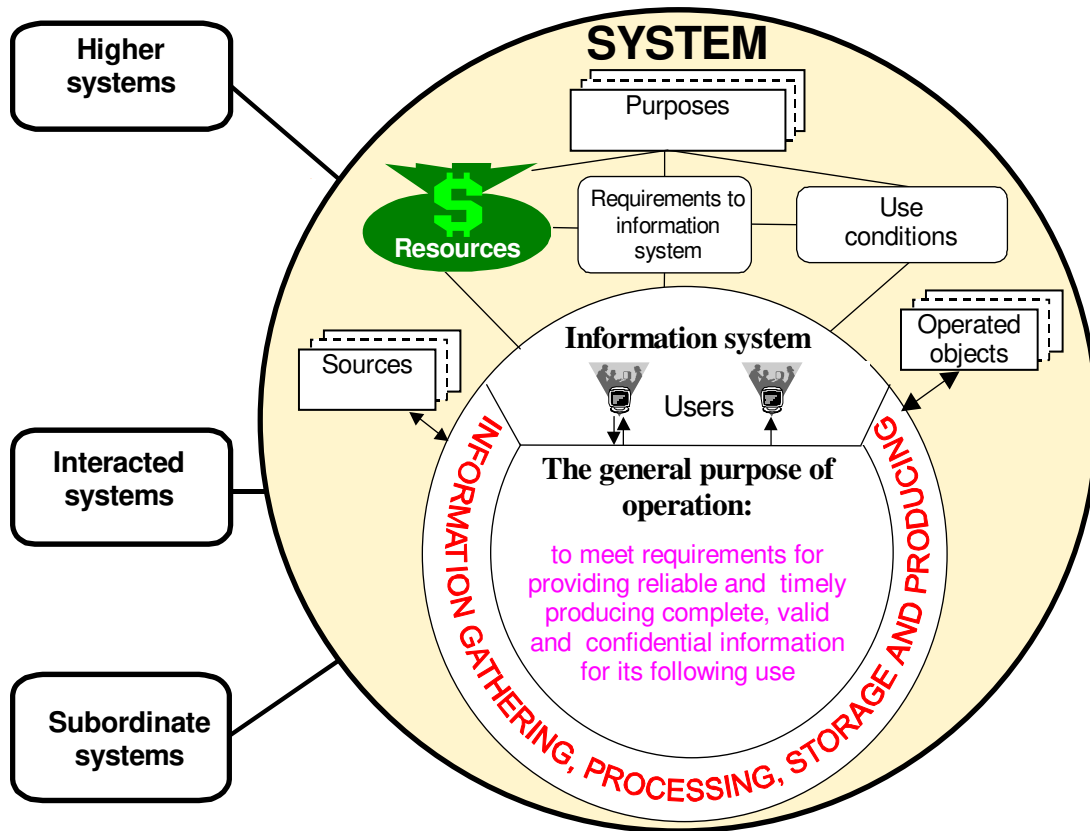 Higher
systems
SYSTEM
Purposes
$
Resources
Requirements to
information
system
Use
conditions
Sources
Information system
Operated
objects
Users
Interacted
systems
The general purpose of
operation:
to meet requirements for
providing reliable and timely
producing complete, valid
and confidential information
for its following use
INFORMATION GATHERING, PROCESSING, STORAGE AND PRODUCING
Subordinate
systems